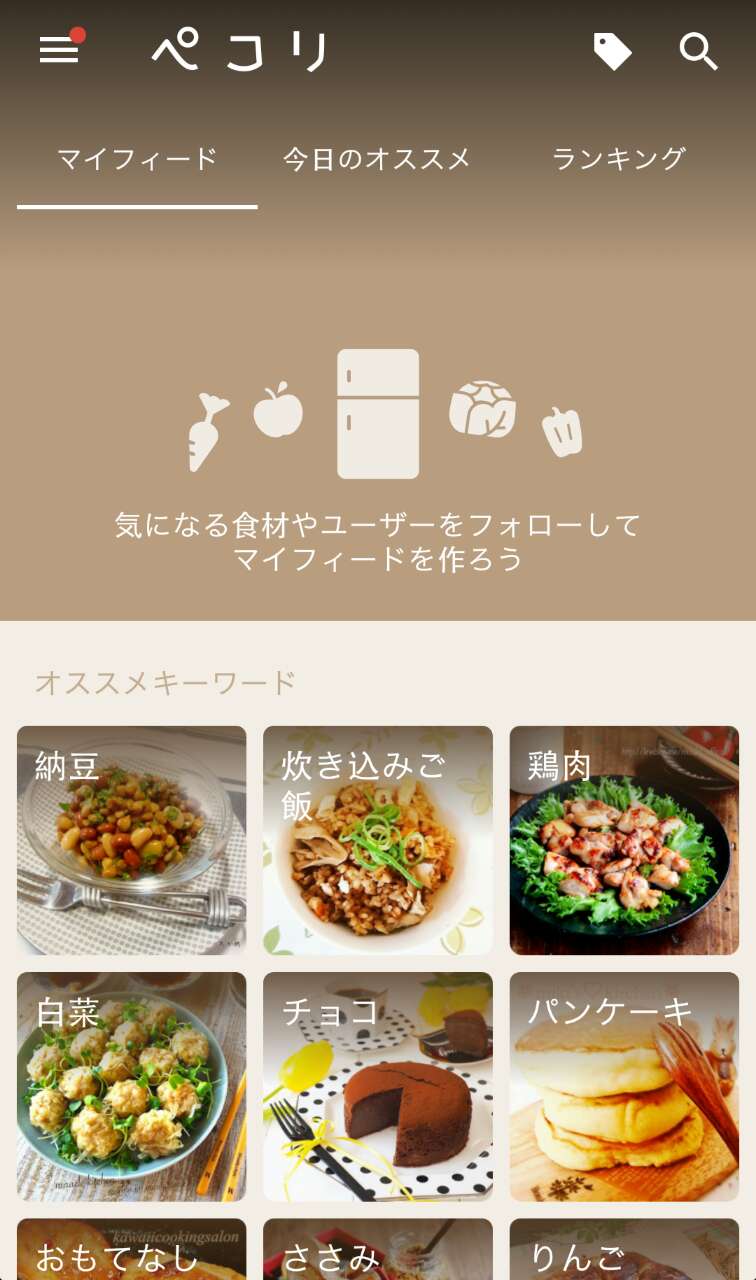 ペコリ
マイフィード
今日のオススメ
ランキング
気になる食材やユーザーをフォローして
マイフィードを作ろう
オススメキーワード
納豆
炊き込みご
飯
鶏肉
白菜
チョコ
パンケーキ
kawaiicookingsalon
おもてなし
ささみ
りんご